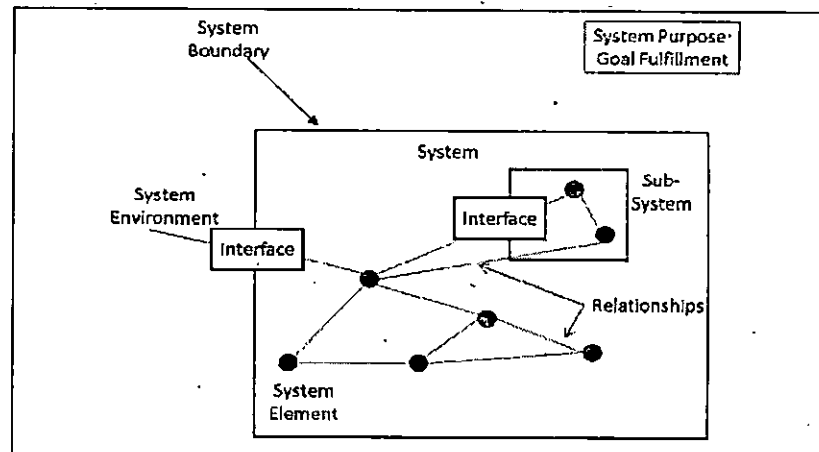 System
Boundary
System Purpose-
Goal Fulfillment
System
System
Environment
Interface
Interface
Sub-
System
Relationships
System
Element